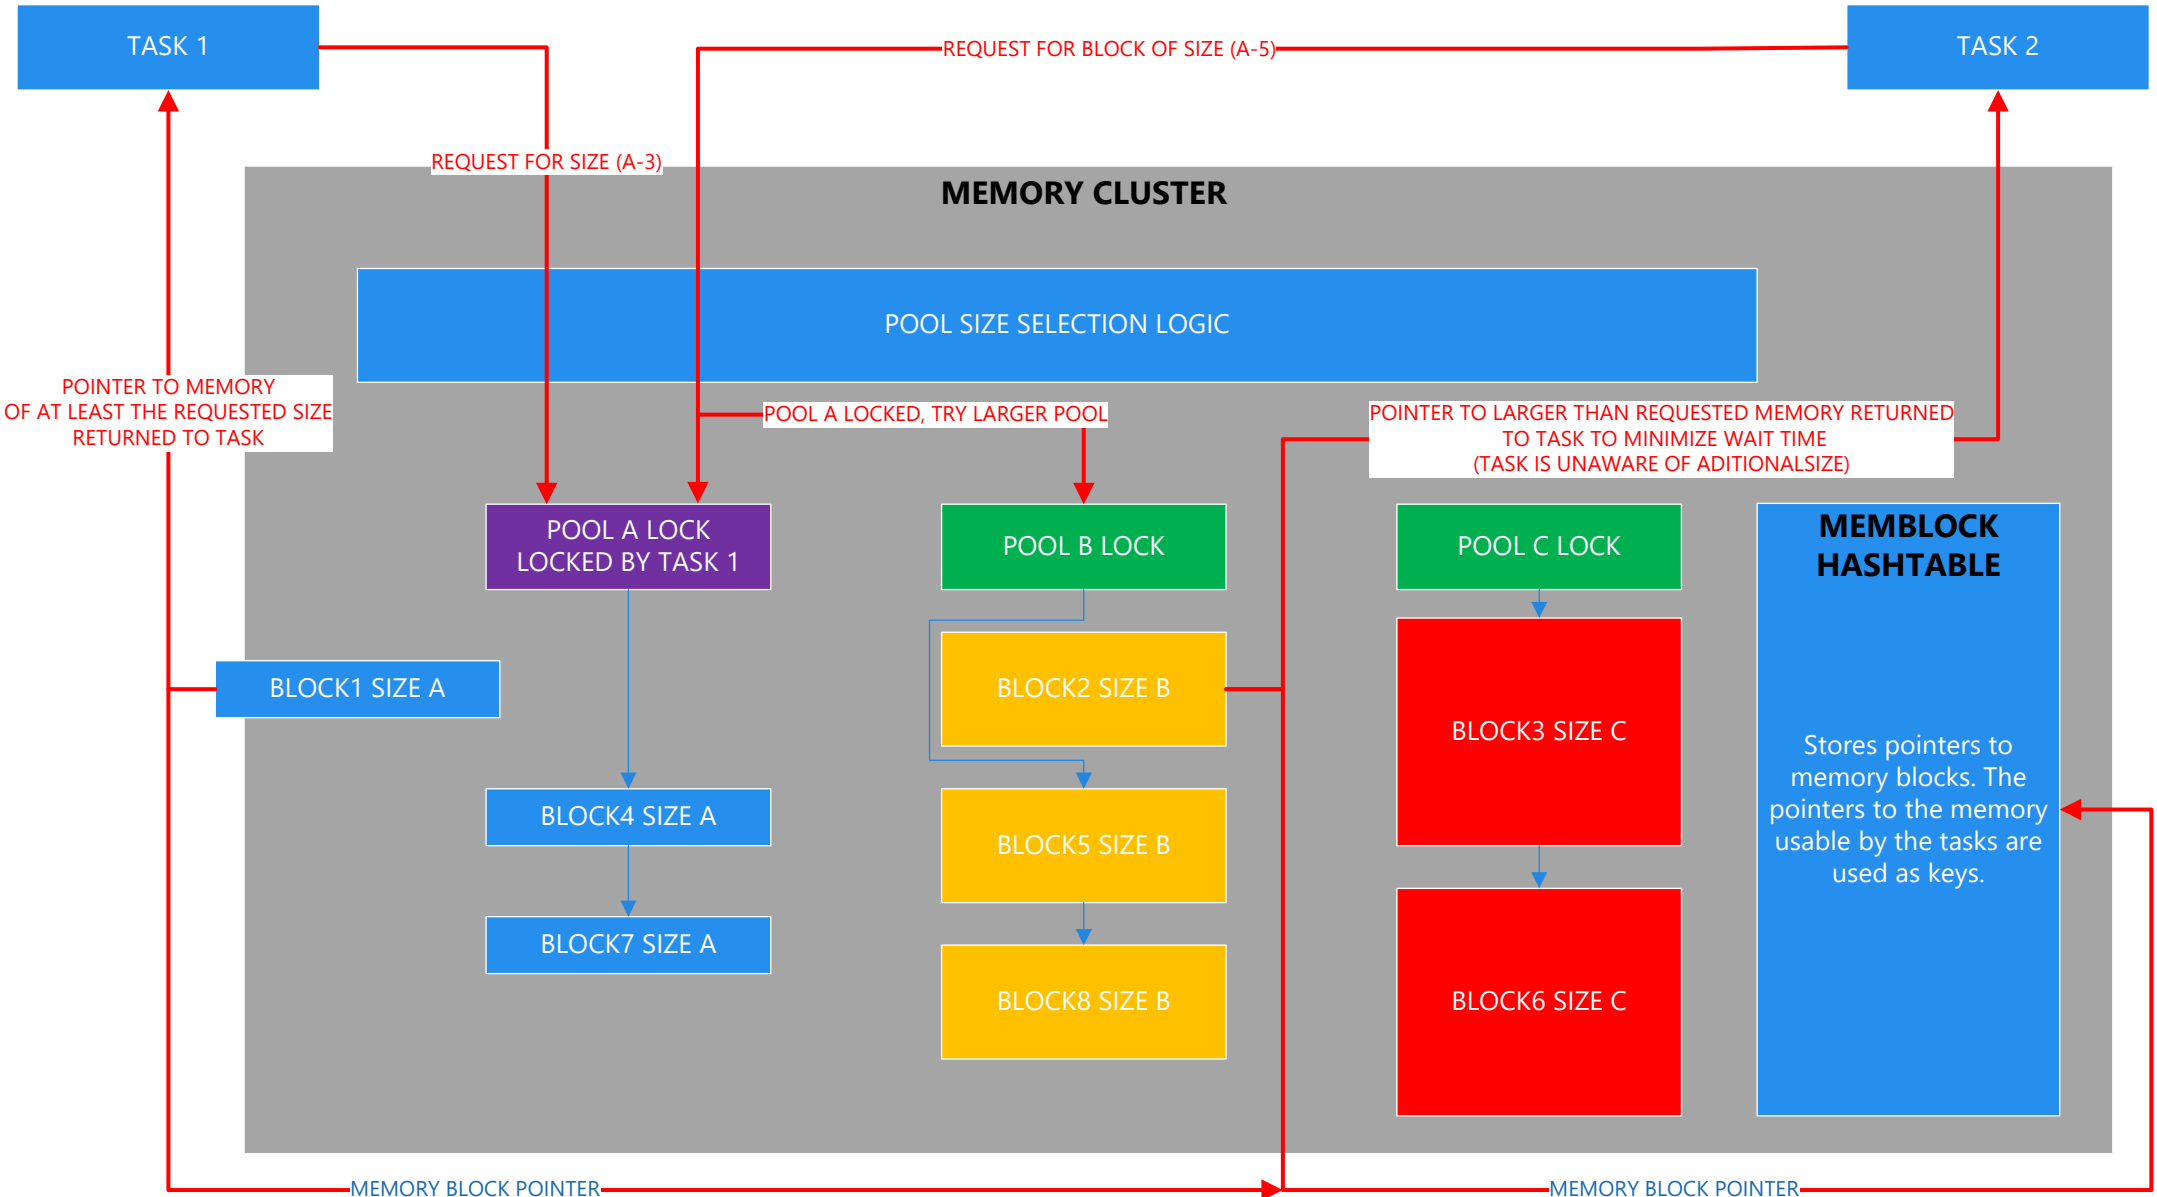 TASK 1
REQUEST FOR BLOCK OF SIZE (A-5)
TASK 2
REQUEST FOR SIZE (A-3)
MEMORY CLUSTER
POOL SIZE SELECTION LOGIC
POINTER TO MEMORY
OF AT LEAST THE REQUESTED SIZE
RETURNED TO TASK
POOL A LOCKED, TRY LARGER POOL
POINTER TO LARGER THAN REQUESTED MEMORY RETURNED
TO TASK TO MINIMIZE WAIT TIME
(TASK IS UNAWARE OF ADITIONALSIZE)
POOL A LOCK
LOCKED BY TASK 1
POOL B LOCK
POOL C LOCK
MEMBLOCK
HASHTABLE
BLOCK1 SIZE A
BLOCK2 SIZE B
BLOCK3 SIZE C
Stores pointers to
memory blocks. The
pointers to the memory
usable by the tasks are
used as keys.
BLOCK4 SIZE A
BLOCK5 SIZE B
BLOCK7 SIZE A
BLOCK8 SIZE B
BLOCK6 SIZE C
MEMORY BLOCK POINTER
MEMORY BLOCK POINTER